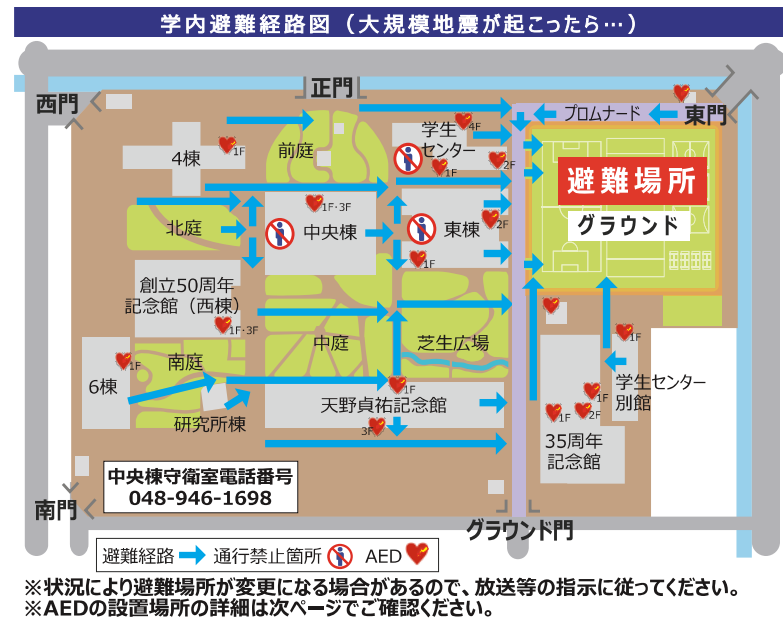 学内避難経路図（大規模地震が起こったら…）
正門
西門
プロムナード
東門
学生
センター
4F
1F
2F
4棟
1F
前庭
避難場所
グラウンド
北庭
1F・3F
中央棟
東棟
2F
1F
創立50周年
記念館（西棟）
1F・3F
中庭
芝生広場
6棟
1F
南庭
研究所棟
1F
天野貞祐記念館
3F
1F
学生センター
別館
1F
1F
2F
35周年
記念館
中央棟守衛室電話番号
048-946-1698
南門
グラウンド門
避難経路
通行禁止箇所
AED
※状況により避難場所が変更になる場合があるので、放送等の指示に従ってください。
※AEDの設置場所の詳細は次ページでご確認ください。